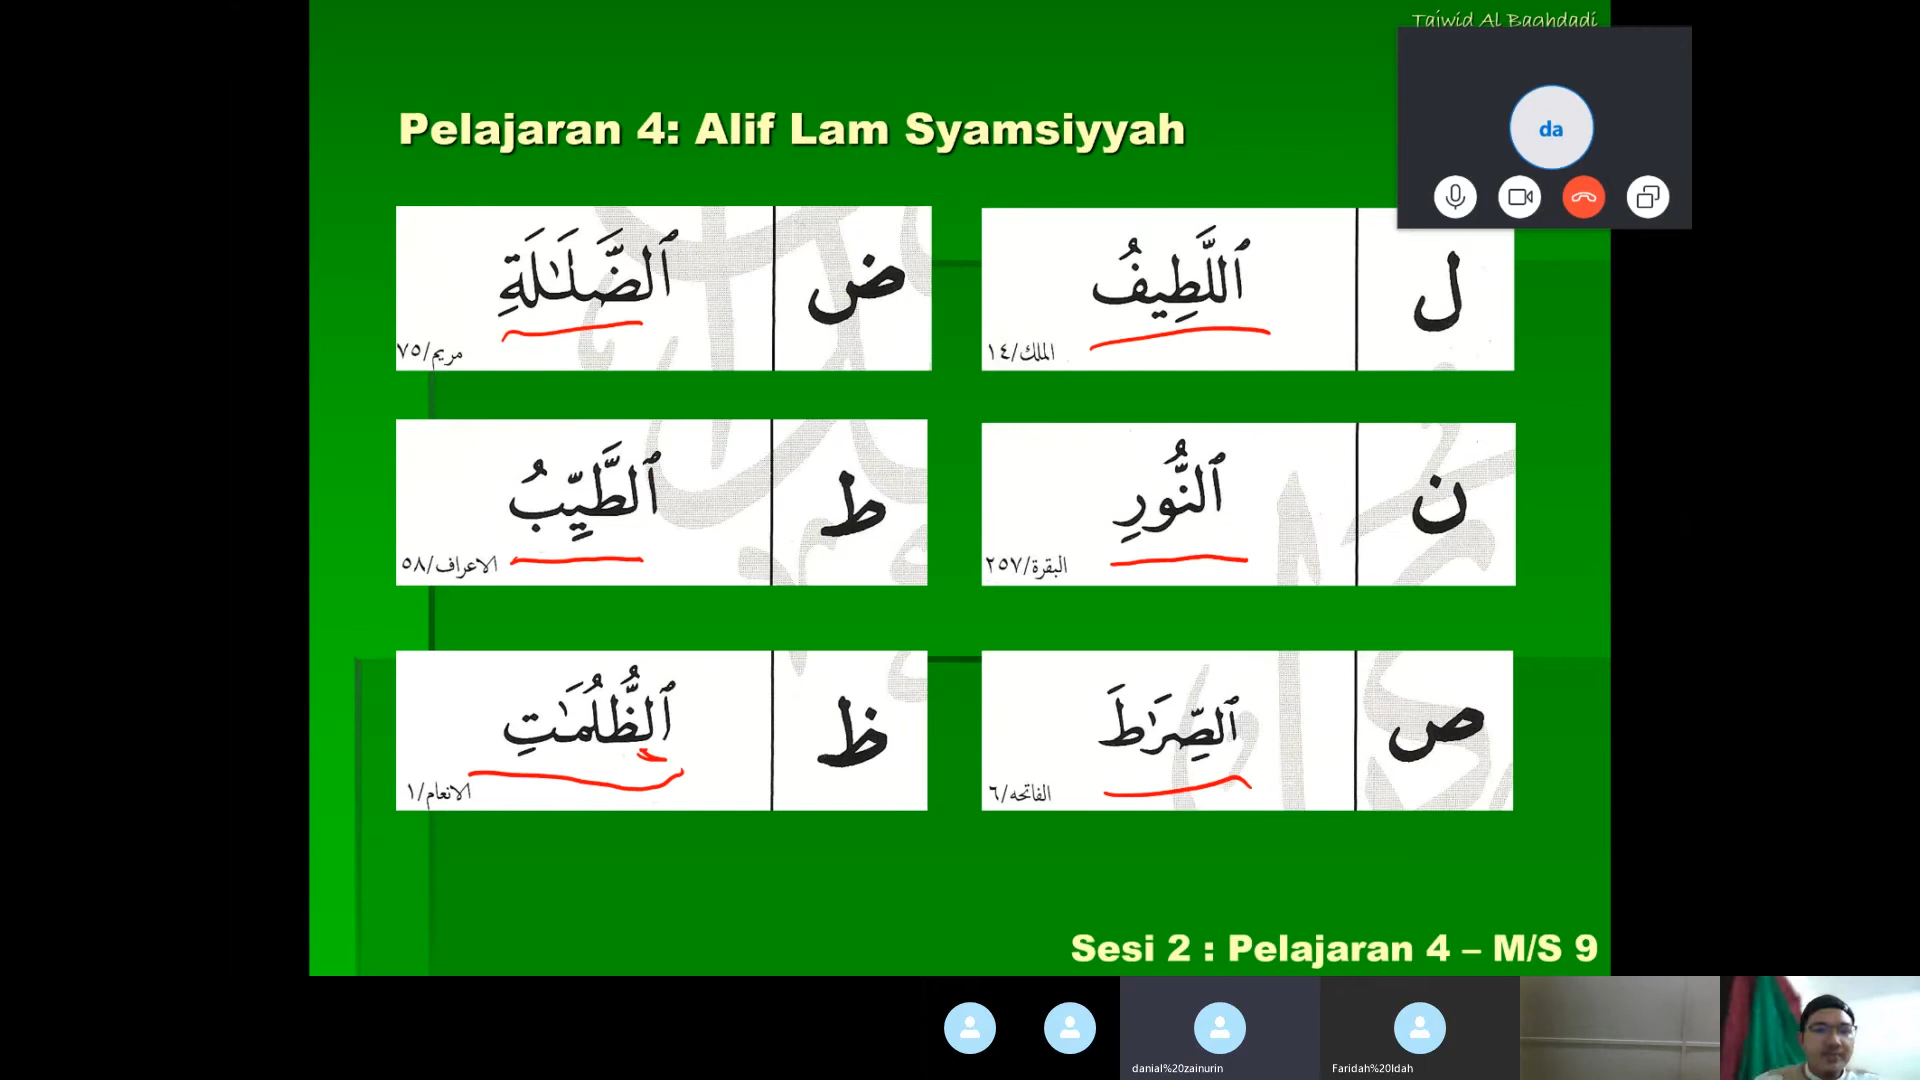 Tajwid Al Baghdadi
da
Pelajaran 4: Alif Lam Syamsiyyah
ل
ٱللَّطِيفُ
الملك/١٤
ض
ٱلضَّلَـٰلَةِ
مريم/٧٥
ن
ٱلنُّورِ
البقرة/٢٥٧
ط
ٱلطَّيِّبُ
الاعراف/٥٨
ص
ٱلصِّرَٰطَ
الفاتحه/٦
ظ
ٱلظُّلُمَـٰتِ
الانعام/١
Sesi 2 : Pelajaran 4 – M/S 9
danial%20zainurin
Faridah%20Idah